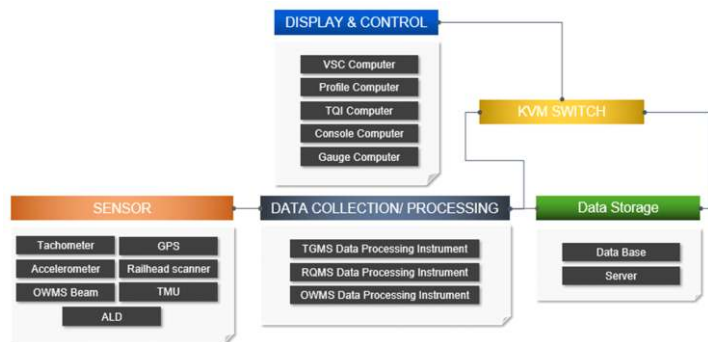 DISPLAY & CONTROL
VSC Computer
Profile Computer
TQI Computer
Console Computer
Gauge Computer
KVM SWITCH
SENSOR
Tachometer
GPS
Accelerometer
Railhead scanner
OWMS Beam
TMU
ALD
DATA COLLECTION/ PROCESSING
TGMS Data Processing Instrument
RQMS Data Processing Instrument
OWMS Data Processing Instrument
Data Storage
Data Base
Server